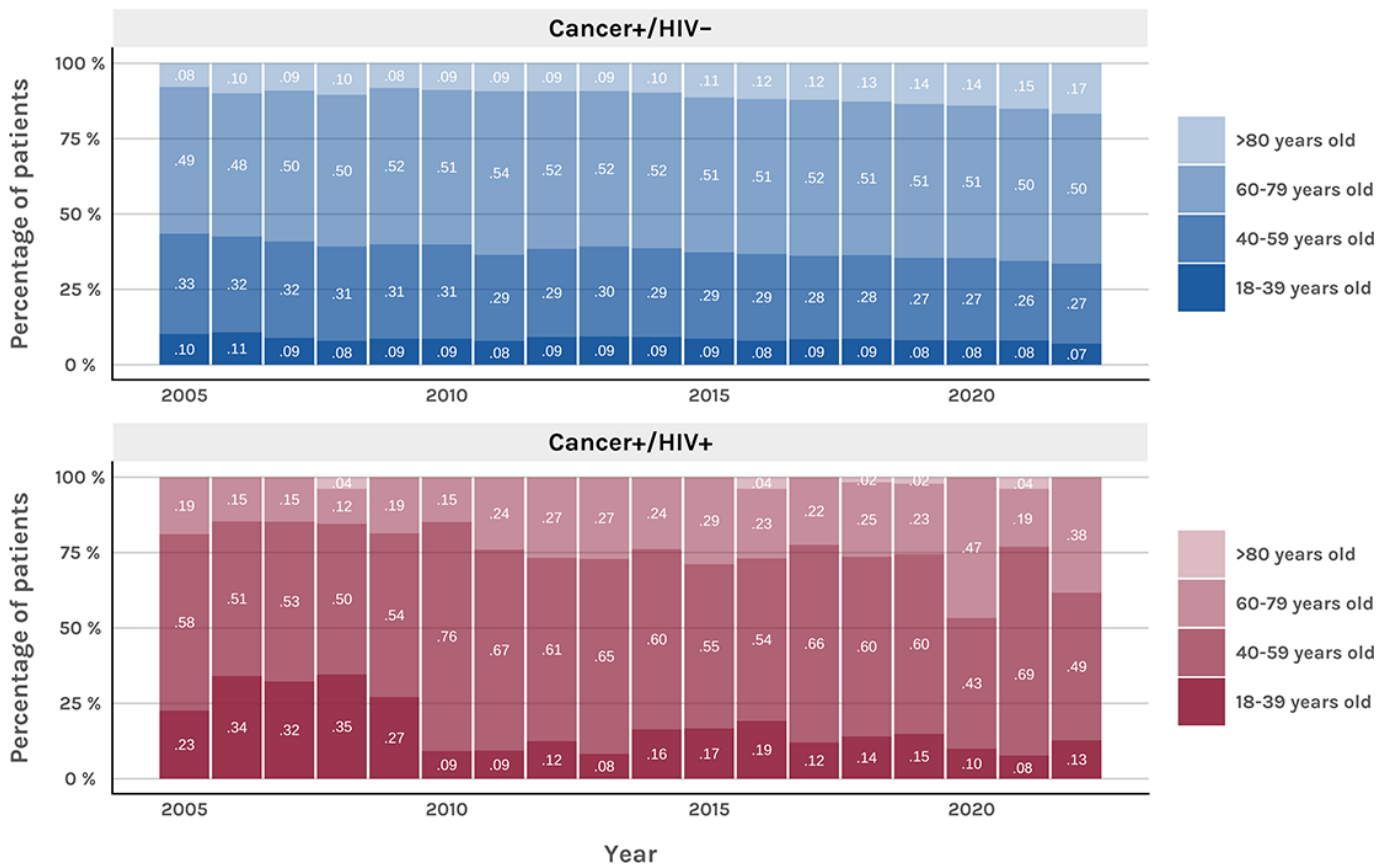 Cancer+/HIV−
Percentage of patients
100 %
75 %
50 %
25 %
0 %
.08 .10 .09 .10 .08 .09 .09 .09 .09 .10 .11 .12 .12 .13 .14 .14 .15 .17
.49 .48 .50 .50 .52 .51 .54 .52 .52 .52 .51 .51 .52 .51 .51 .51 .50 .50
.33 .32 .32 .31 .31 .31 .29 .29 .30 .29 .29 .29 .28 .28 .27 .27 .26 .27
.10 .11 .09 .08 .09 .09 .08 .09 .09 .09 .09 .08 .09 .09 .08 .08 .08 .07
2005 2010 2015 2020
>80 years old
60-79 years old
40-59 years old
18-39 years old
Cancer+/HIV+
Percentage of patients
100 %
75 %
50 %
25 %
0 %
.04 .04 .02 .02 .04
.19 .15 .15 .12 .19 .15 .24 .27 .27 .24 .29 .23 .22 .25 .23 .47 .19 .38
.58 .51 .53 .50 .54 .76 .67 .61 .65 .60 .55 .54 .66 .60 .60 .43 .69 .49
.23 .34 .32 .35 .27 .09 .09 .12 .08 .16 .17 .19 .12 .14 .15 .10 .08 .13
2005 2010 2015 2020
>80 years old
60-79 years old
40-59 years old
18-39 years old
Year